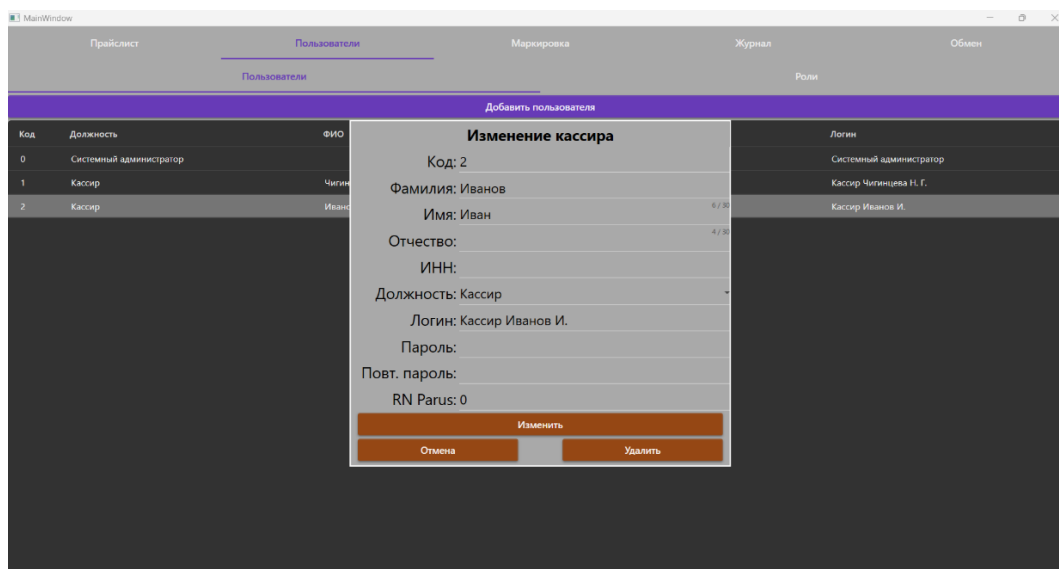 MainWindow
Прайслист Пользователи Маркировка Журнал Обмен
Пользователи Роли
Добавить пользователя
Код Должность ФИО Логин
0 Системный администратор Системный администратор
1 Кассир Кассир Чигинцева Н. Г.
2 Кассир Кассир Иванов И.
Изменение кассира
Код: 2
Фамилия: Иванов
6 / 30
Имя: Иван
4 / 30
Отчество:
ИНН:
Должность: Кассир
Логин: Кассир Иванов И.
Пароль:
Повт. пароль:
RN Parus: 0
Изменить
Отмена Удалить